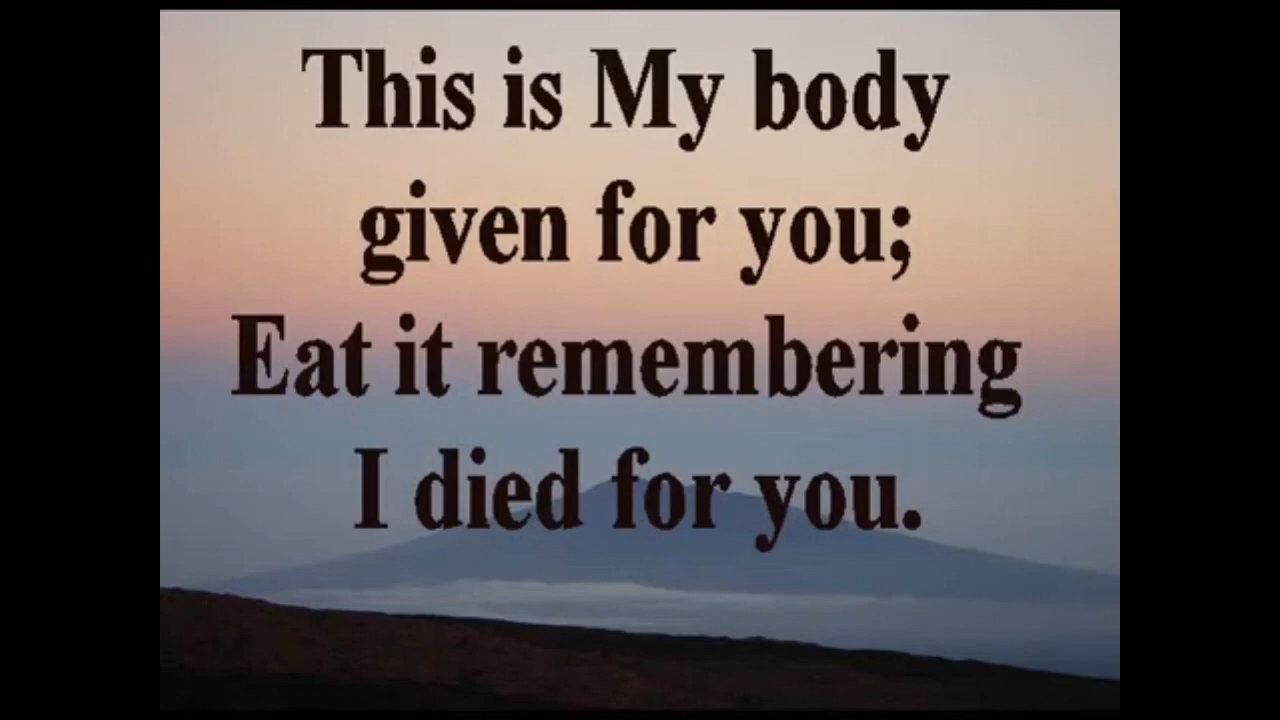 This is My body
given for you;
Eat it remembering
I died for you.